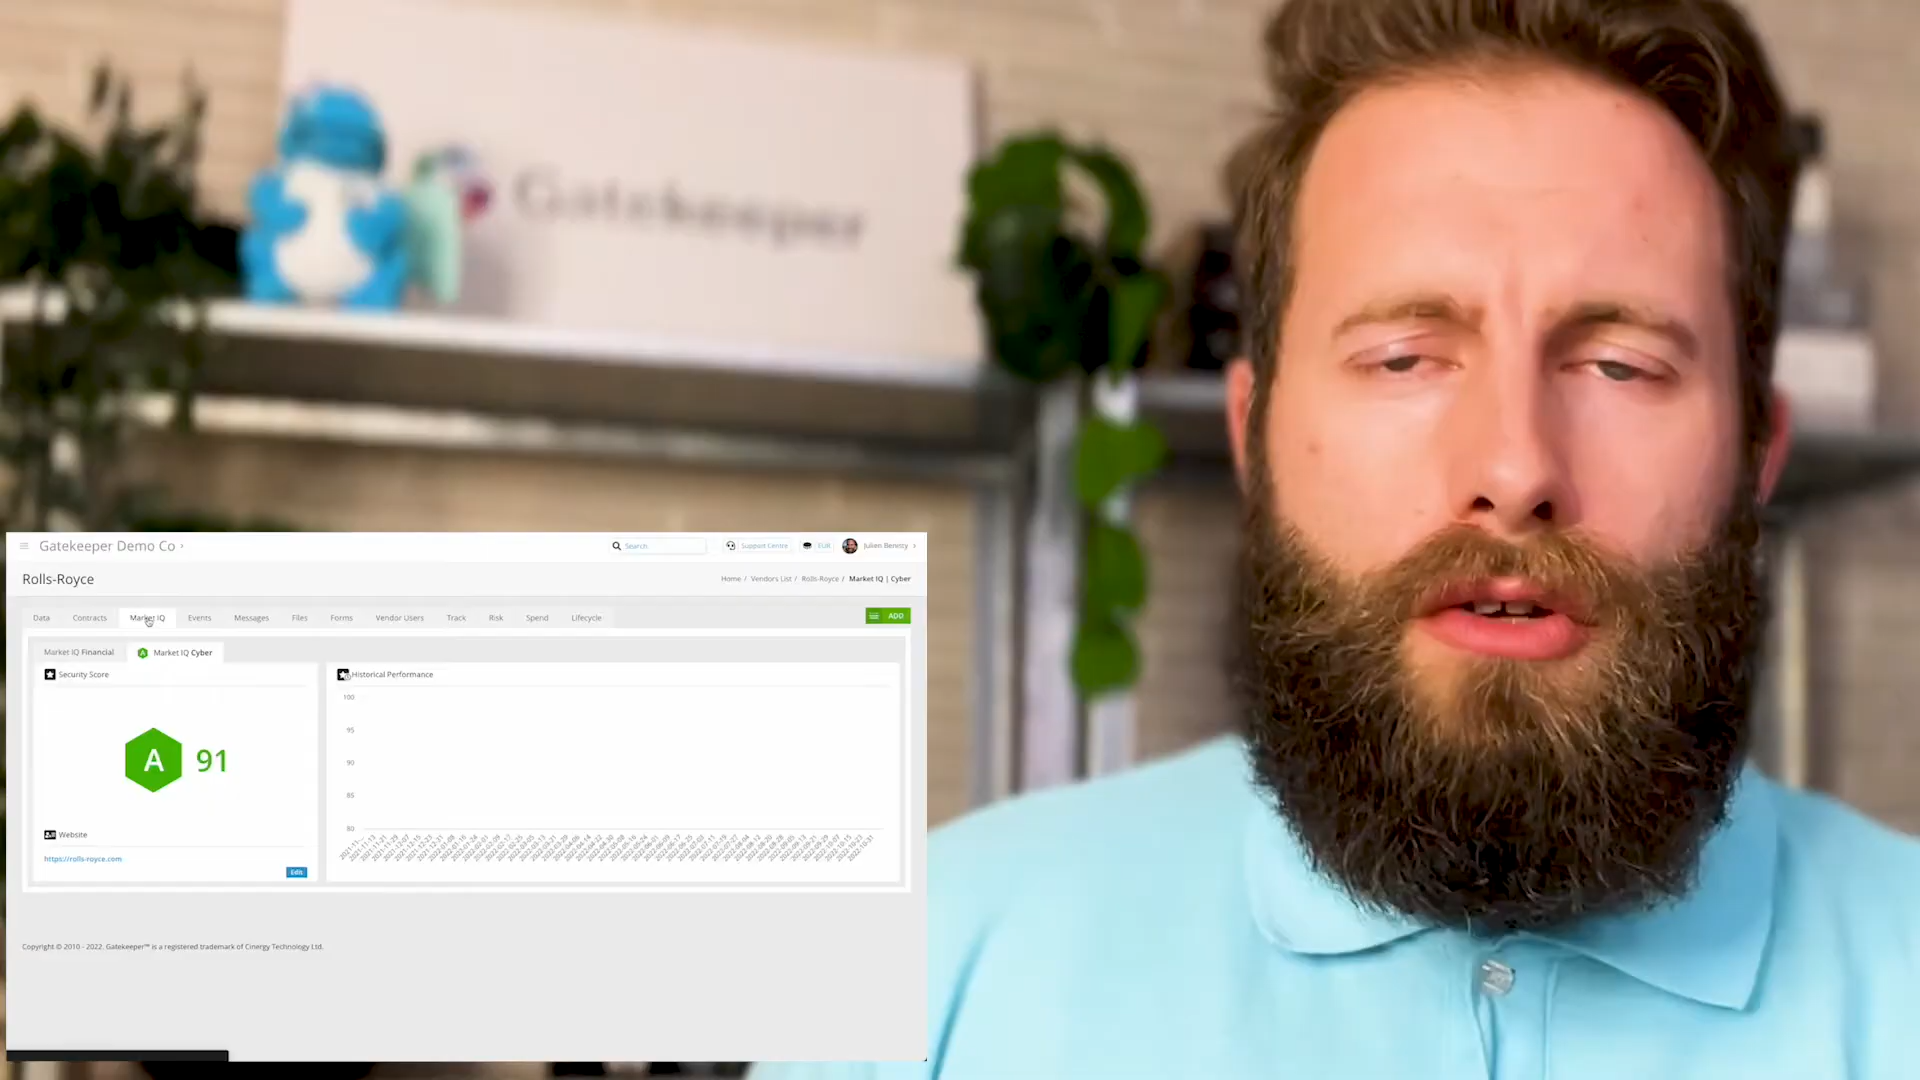 Gatekeeper
Gatekeeper Demo Co
Search
Support Centre
EUR
Julien Bennoy
Rolls-Royce
Home / Vendors List / Rolls-Royce / Market IQ | Cyber
Data
Contracts
Market IQ
Events
Messages
Files
Forms
Vendor Users
Track
Risk
Spend
Lifecycle
ADD
Market IQ Financial
A
Market IQ Cyber
Security Score
A 91
Website
https://rolls-royce.com
Edit
Historical Performance
100
95
90
85
80
Copyright © 2010 - 2022. Gatekeeper™ is a registered trademark of Cinergy Technology Ltd.